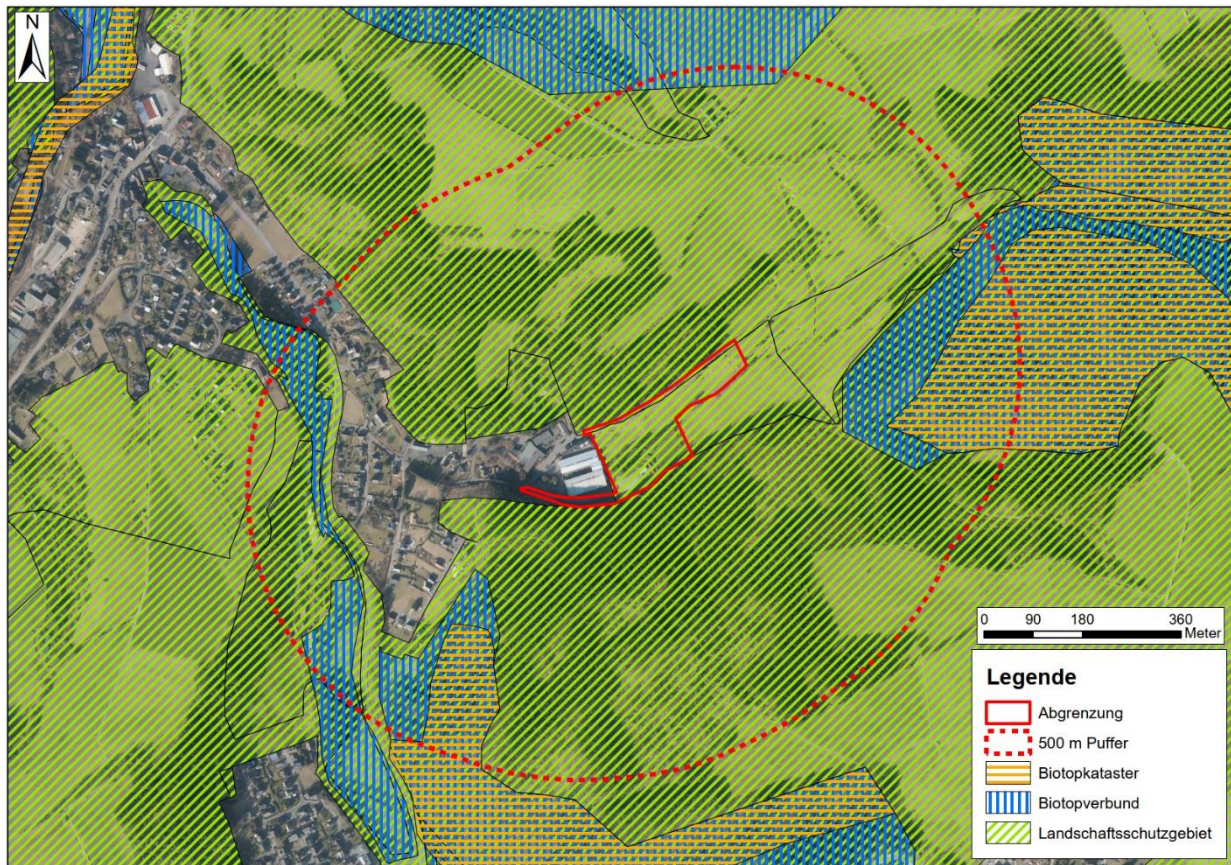 N
0 90 180 360
Meter
Legende
Abgrenzung
500 m Puffer
Biotopkataster
Biotopverbund
Landschaftsschutzgebiet